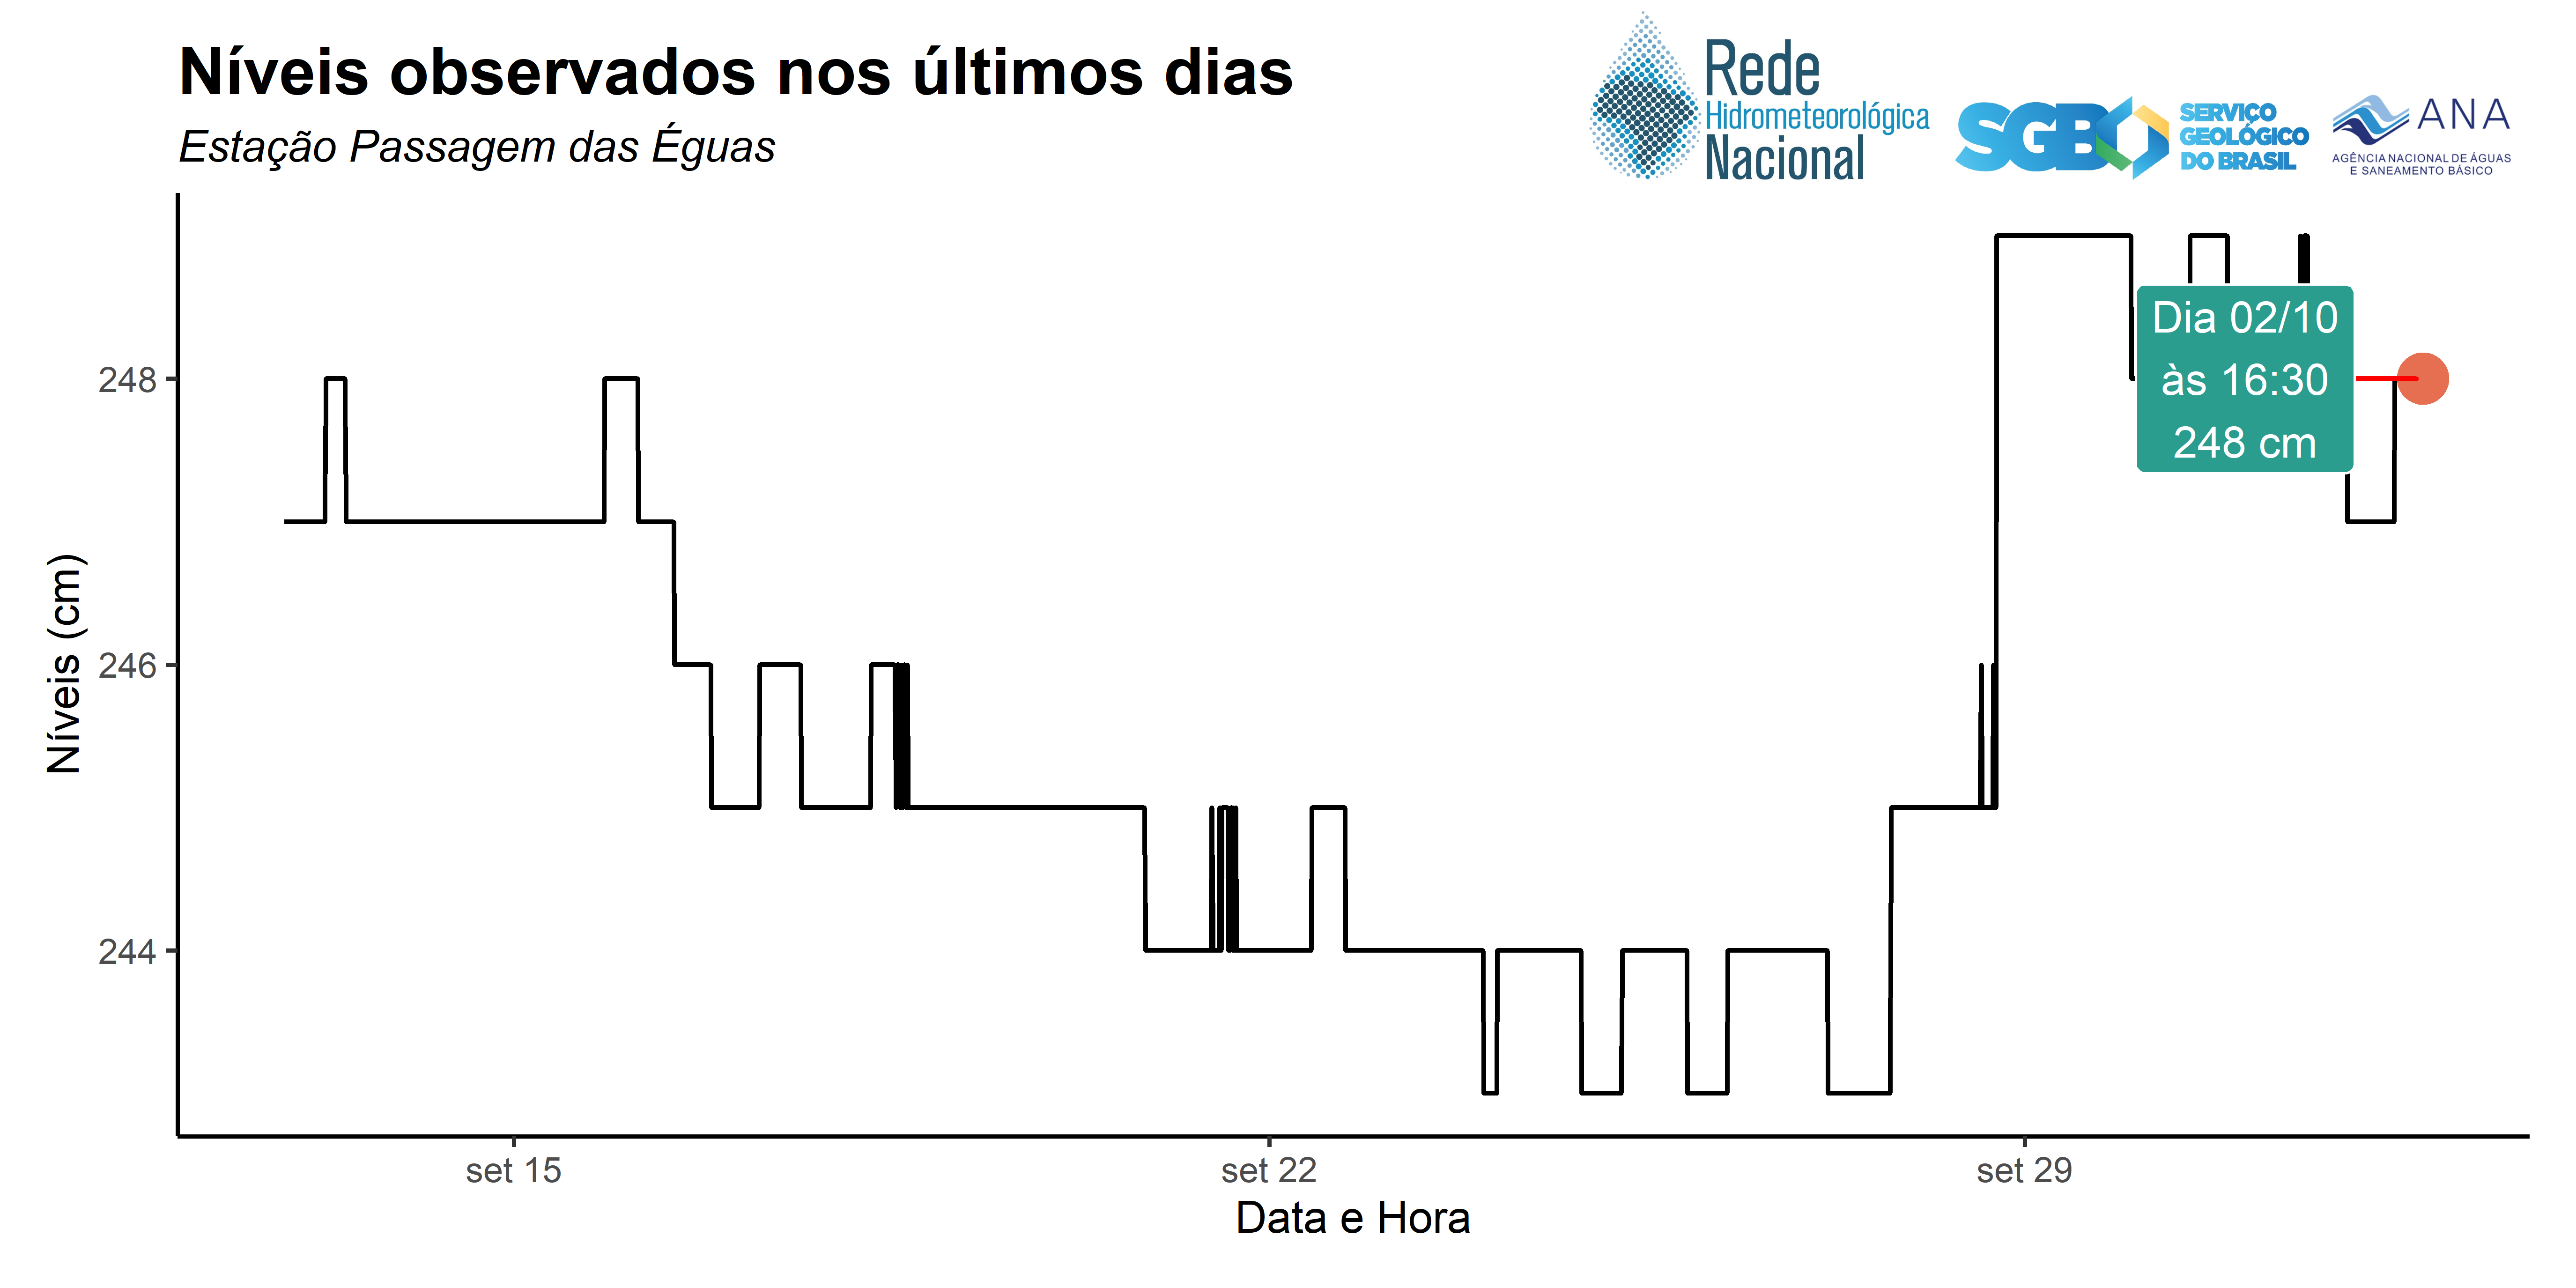 Níveis observados nos últimos dias
Estação Passagem das Éguas
Rede
Hidrometeorológica
Nacional
SGB
SERVIÇO
GEOLÓGICO
DO BRASIL
ANA
AGÊNCIA NACIONAL DE ÁGUAS
E SANEAMENTO BÁSICO
Dia 02/10
às 16:30
248 cm
248
246
244
Níveis (cm)
set 15
set 22
set 29
Data e Hora